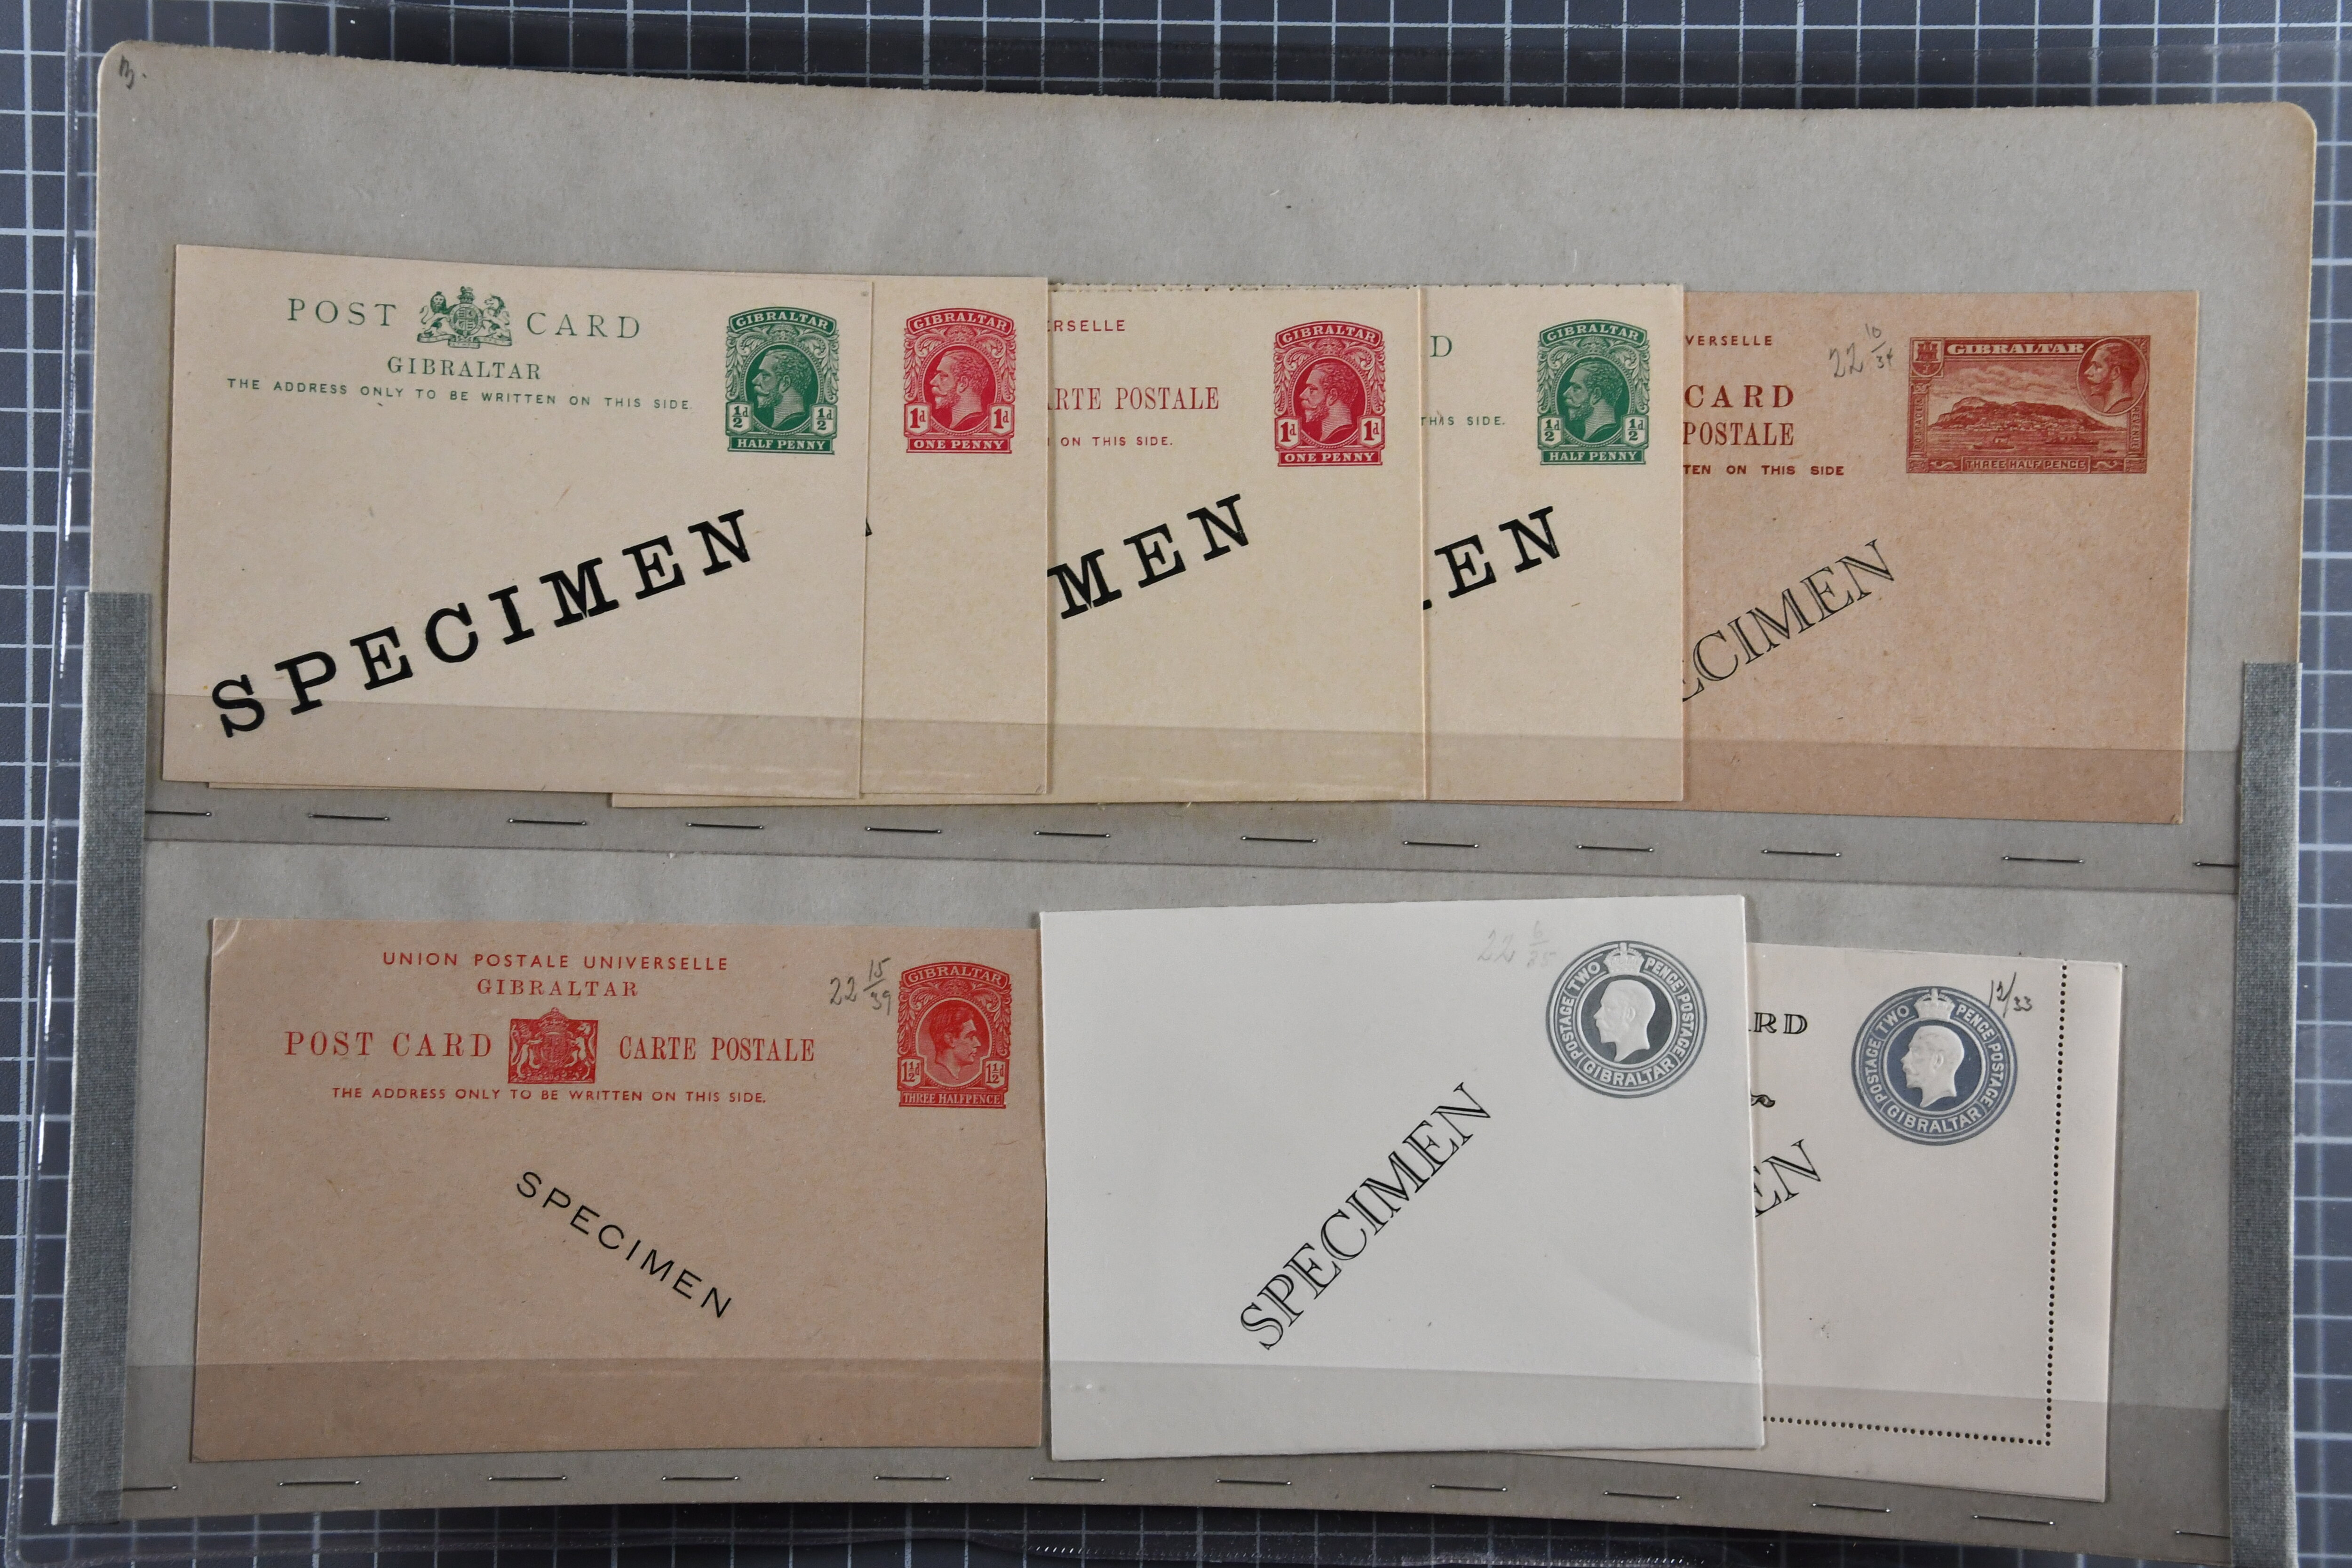 POST CARD
GIBRALTAR
THE ADDRESS ONLY TO BE WRITTEN ON THIS SIDE.
GIBRALTAR
½d ½d
HALF PENNY
SPECIMEN
GIBRALTAR
1d 1d
ONE PENNY
ERSELLE
ARTE POSTALE
ON THIS SIDE.
GIBRALTAR
1d 1d
ONE PENNY
MEN
D
THIS SIDE.
GIBRALTAR
½d ½d
HALF PENNY
EN
VERSELLE
22 10/34
CARD
POSTALE
TEN ON THIS SIDE
GIBRALTAR
THREE HALF PENCE
ECIMEN
UNION POSTALE UNIVERSELLE
GIBRALTAR
POST CARD CARTE POSTALE
THE ADDRESS ONLY TO BE WRITTEN ON THIS SIDE.
22 15/39
GIBRALTAR
1½d 1½d
THREE HALFPENCE
SPECIMEN
22 6/35
POSTAGE TWO PENCE POSTAGE
GIBRALTAR
SPECIMEN
ARD
12/33
POSTAGE TWO PENCE POSTAGE
GIBRALTAR
EN